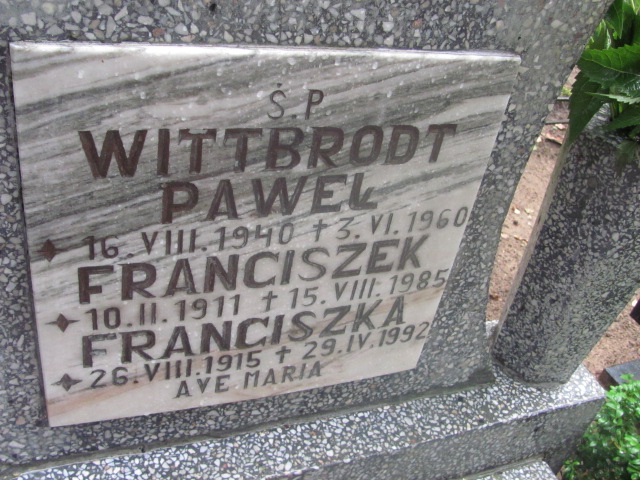 Ś.P
WITTBRODT
PAWEŁ
16.VIII.1940 † 3.VI.1960
FRANCISZEK
10.II.1911 † 15.VIII.1985
FRANCISZKA
26.VIII.1915 † 29.IV.1992
AVE MARIA